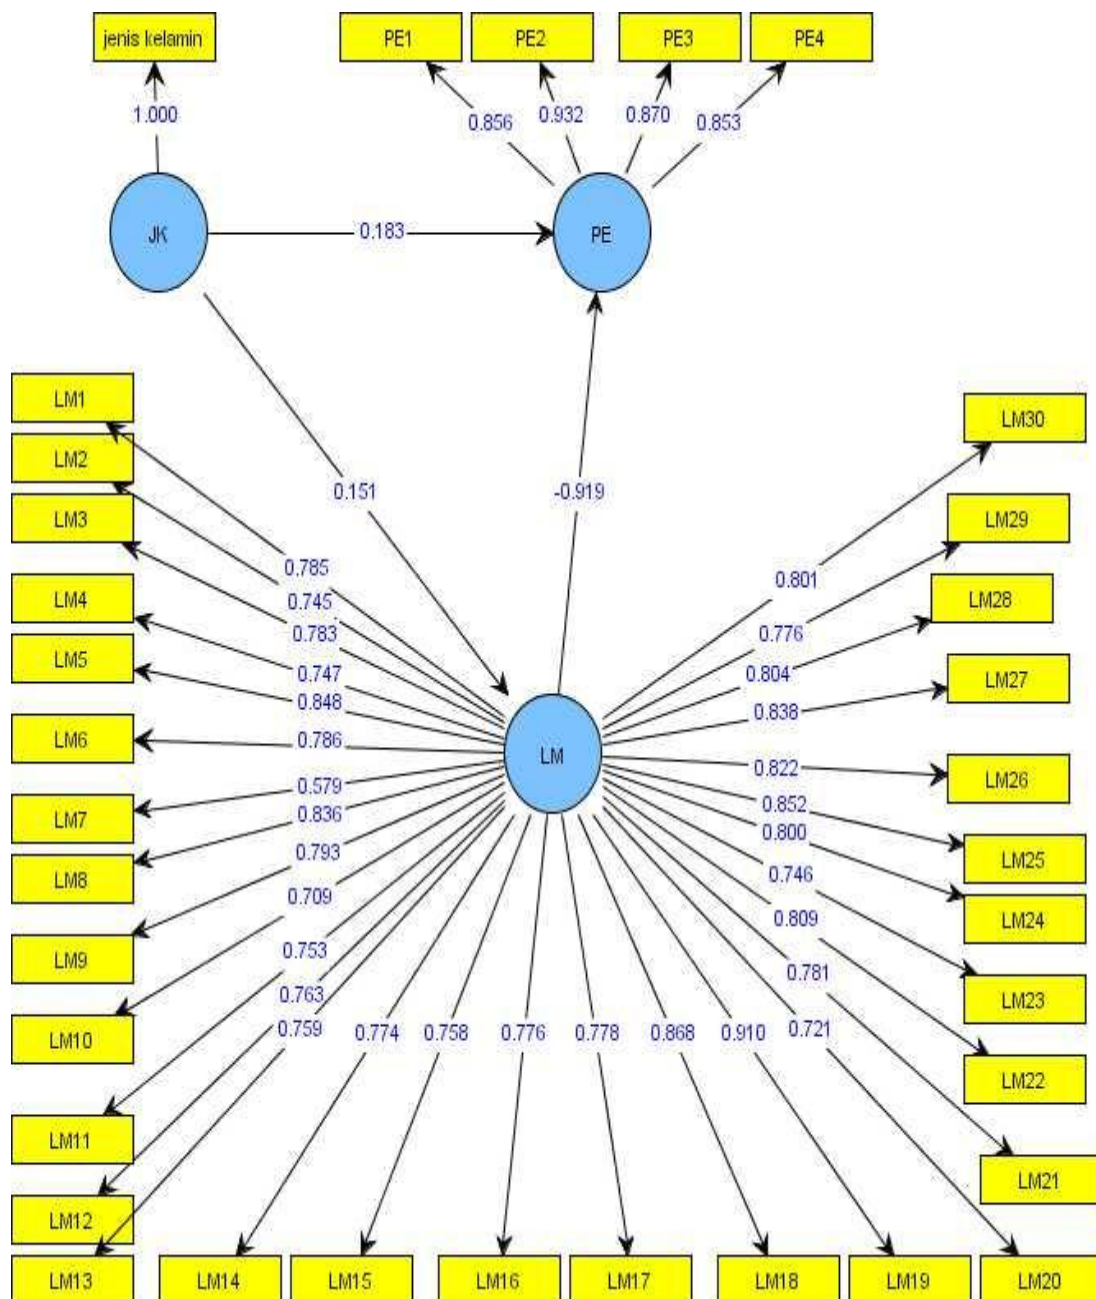 jenis kelamin
PE1
PE2
PE3
PE4
1.000
0.856
0.932
0.870
0.853
JK
0.183
PE
LM1
LM2
LM3
LM4
LM5
LM6
LM7
LM8
LM9
LM10
LM11
LM12
LM13
0.151
-0.919
0.785
0.745
0.783
0.747
0.848
0.786
0.579
0.836
0.793
0.709
0.753
0.763
0.759
LM
0.801
0.776
0.804
0.838
0.822
0.852
0.800
0.746
0.809
0.781
0.774
0.758
0.776
0.778
0.868
0.910
0.721
LM30
LM29
LM28
LM27
LM26
LM25
LM24
LM23
LM22
LM21
LM14
LM15
LM16
LM17
LM18
LM19
LM20